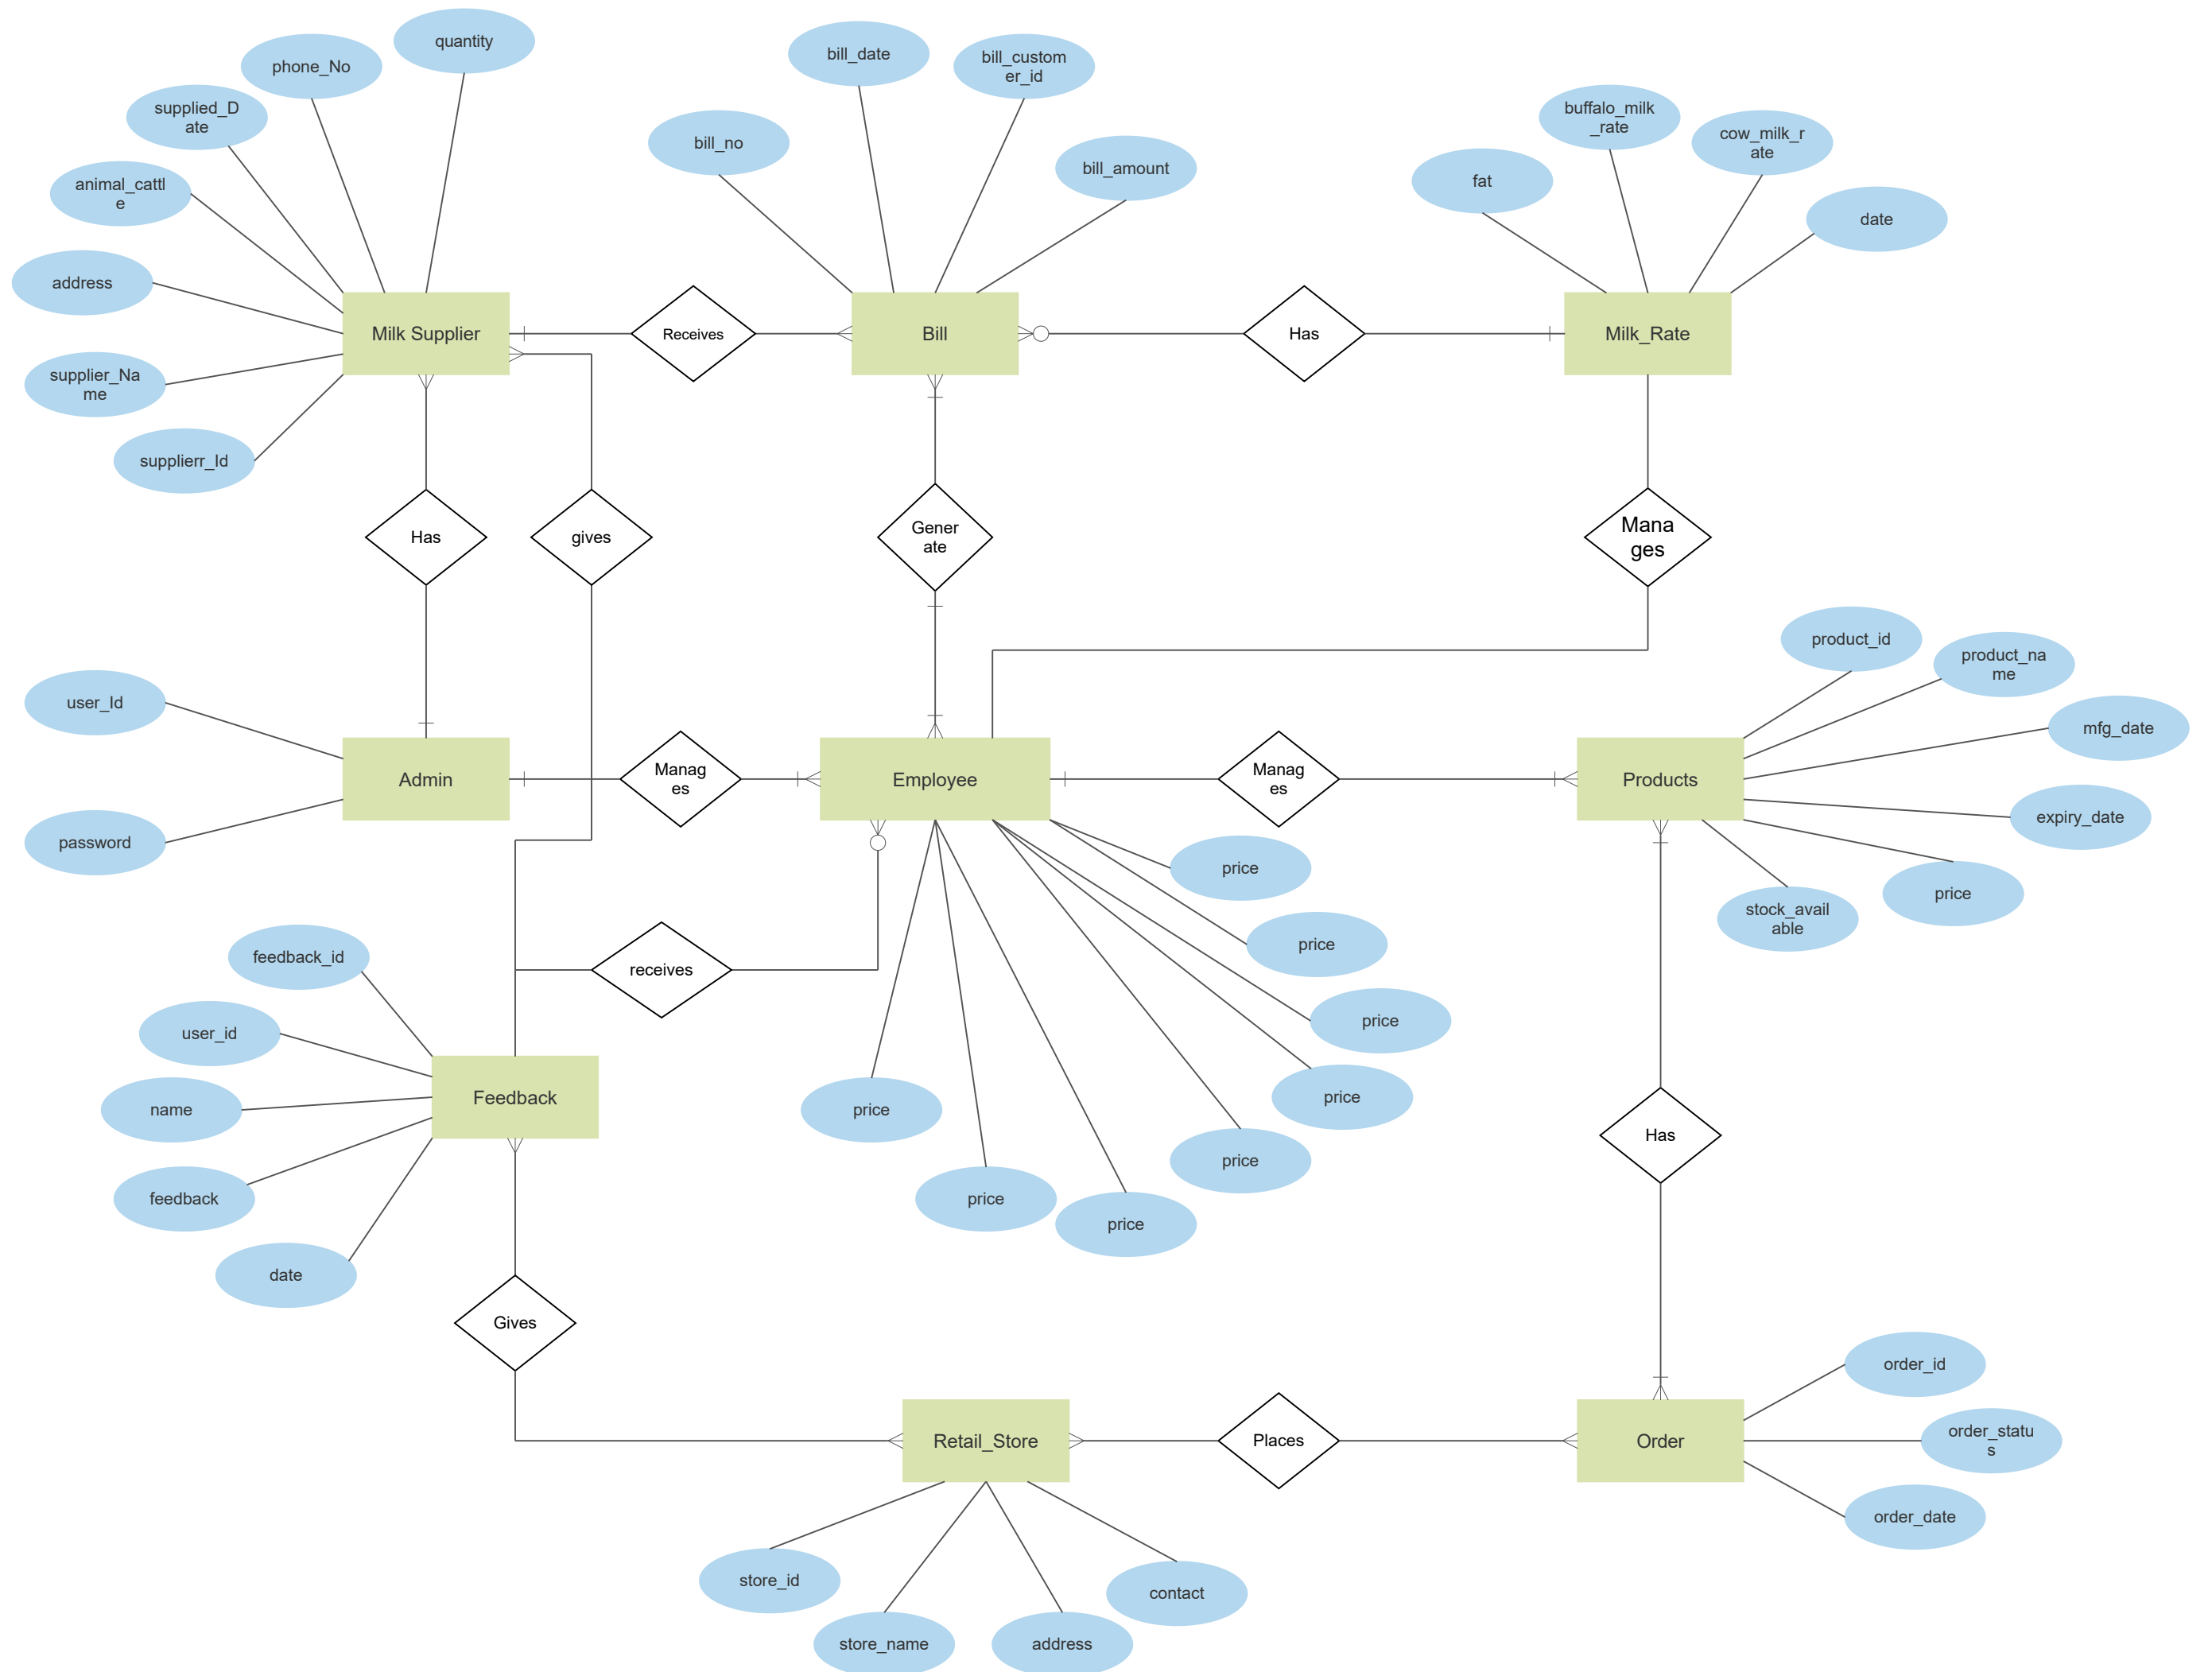 quantity
phone_No
bill_date
bill_custom
er_id
supplied_D
ate
buffalo_milk
_rate
cow_milk_r
ate
bill_no
bill_amount
fat
animal_cattl
e
date
address
Milk Supplier
Receives
Bill
Has
Milk_Rate
supplier_Na
me
supplierr_Id
Has
gives
Gener
ate
Mana
ges
product_id
product_na
me
user_Id
mfg_date
Admin
Manag
es
Employee
Manag
es
Products
expiry_date
password
price
price
stock_avail
able
price
feedback_id
receives
price
user_id
Feedback
price
name
price
Has
price
feedback
price
price
date
Gives
order_id
Retail_Store
Places
Order
order_statu
s
order_date
store_id
contact
store_name
address